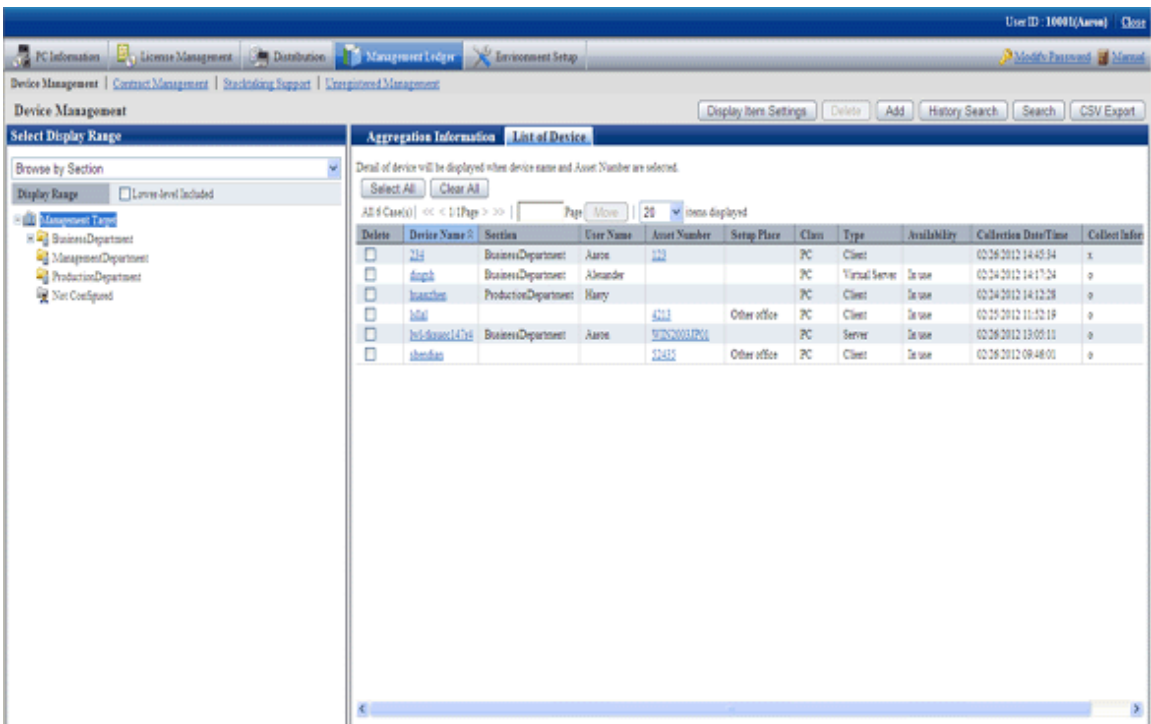 User ID : 10001(Aaron) Close
PC Information License Management Distribution Management Ledger Environment Setup Modify Password Manual
Device Management | Contract Management | Stocktaking Support | Unregistered Management
Device Management Display Item Settings Delete Add History Search Search CSV Export
Select Display Range
Browse by Section
Display Range Lower-level Included
Management Target
BusinessDepartment
ManagementDepartment
ProductionDepartment
Not Configured
Aggregation Information List of Device
Detail of device will be displayed when device name and Asset Number are selected.
Select All Clear All
All 6 Case(s) | << < 1/1Page > >> | Page Move | 20 items displayed
Delete Device Name Section User Name Asset Number Setup Place Class Type Availability Collection Date/Time Collect Infor
234 BusinessDepartment Aaron 123 PC Client 02/26/2012 14:45:34 x
BusinessDepartment Alexander PC Virtual Server In use 02/24/2012 14:17:24 o
ProductionDepartment Harry PC Client In use 02/24/2012 14:12:28 o
4213 Other office PC Client In use 02/25/2012 11:52:19 o
BusinessDepartment Aaron WIN2003JP01 PC Server In use 02/26/2012 13:05:11 o
shendian 52435 Other office PC Client In use 02/26/2012 09:46:01 o